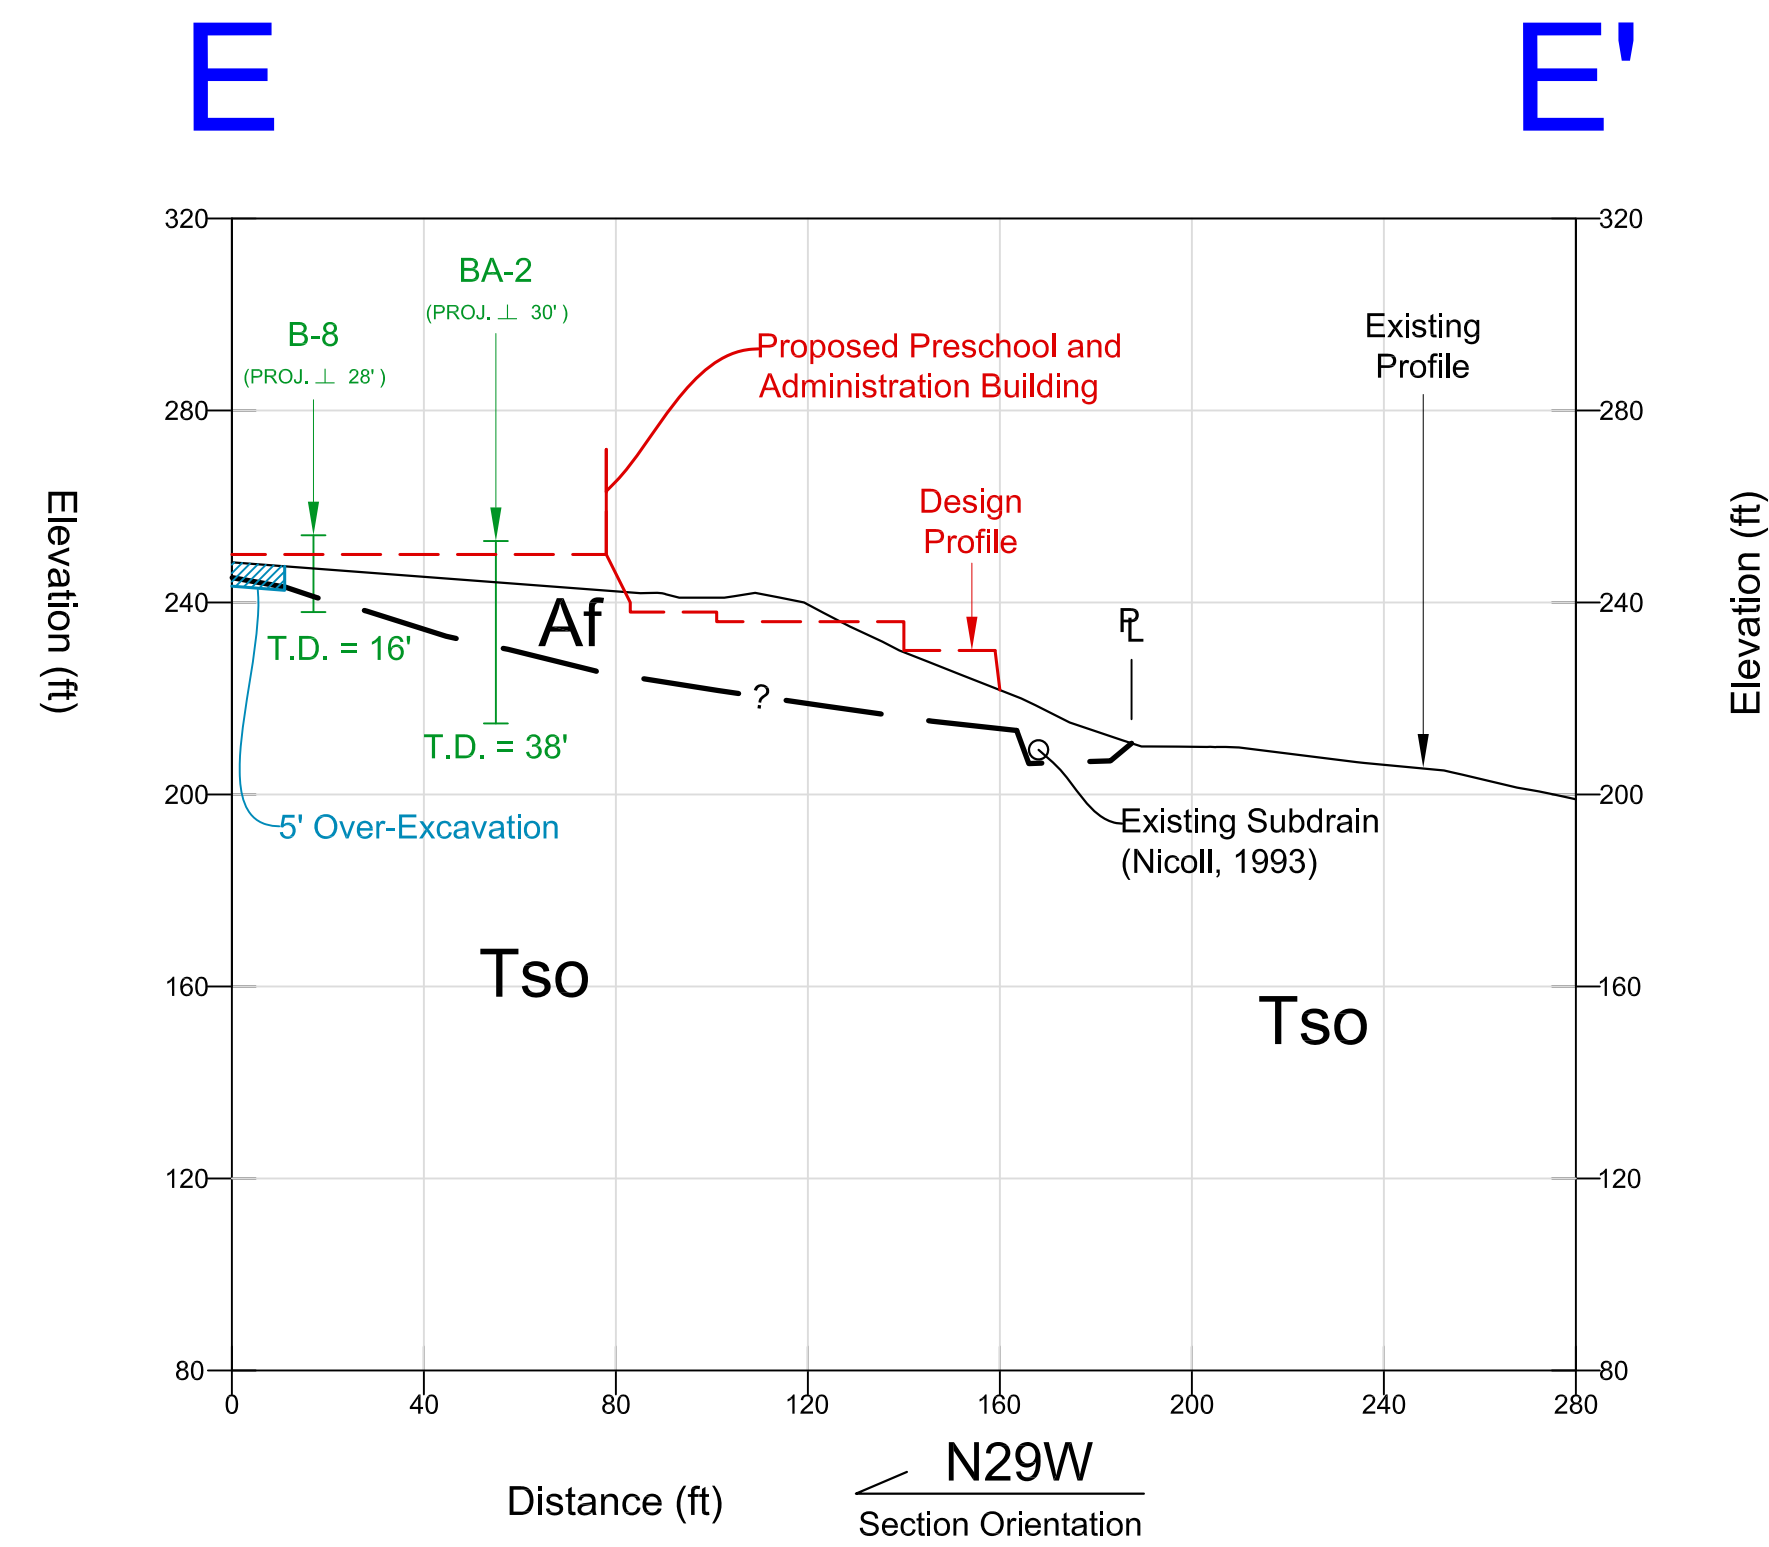 E E'
320 320
BA-2
(PROJ. ⊥ 30' )
B-8
(PROJ. ⊥ 28' )
Existing
Profile
Proposed Preschool and
Administration Building
280 280
Design
Profile
Elevation (ft)
Elevation (ft)
240 240
Af
PL
T.D. = 16'
?
T.D. = 38'
200 200
5' Over-Excavation
Existing Subdrain
(Nicoll, 1993)
Tso
160 160
Tso
120 120
80 80
0 40 80 120 160 200 240 280
N29W
Distance (ft)
Section Orientation